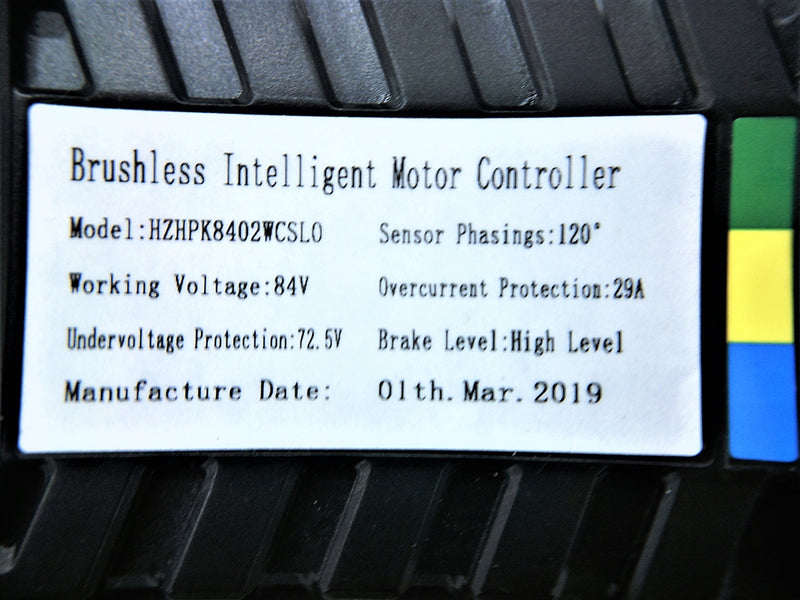 Brushless Intelligent Motor Controller
Model:HZHPK8402WCSLO Sensor Phasings:120°
Working Voltage:84V Overcurrent Protection:29A
Undervoltage Protection:72.5V Brake Level:High Level
Manufacture Date: 01th. Mar. 2019